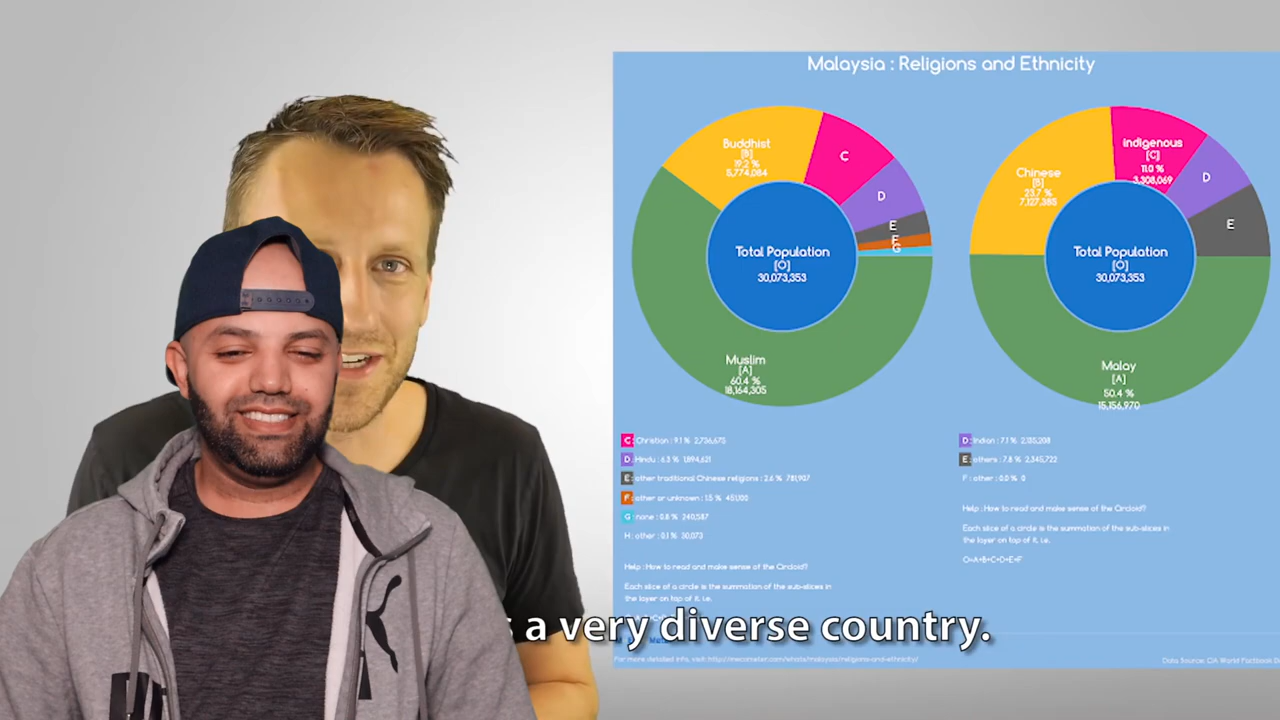 Malaysia : Religions and Ethnicity
Buddhist
[B]
19.2 %
5,774,084
C
D
E
F
G
Total Population
[O]
30,073,353
Muslim
[A]
60.4 %
18,164,305
Chinese
[B]
23.7 %
7,127,385
Indigenous
[C]
11.0 %
3,308,069
D
E
Total Population
[O]
30,073,353
Malay
[A]
50.4 %
15,156,970
C : Christian : 9.1 % 2,736,675
D : Hindu : 6.3 % 1,894,621
E : other traditional Chinese religions : 2.6 % 781,907
F : other or unknown : 1.5 % 451,100
G : none : 0.8 % 240,587
H : other : 0.1 % 30,073
Help : How to read and make sense of the Circloid?
Each slice of a circle is the summation of the sub-slices in
the layer on top of it, i.e.
D : Indian : 7.1 % 2,135,208
E : others : 7.8 % 2,345,722
F : other : 0.0 % 0
Help : How to read and make sense of the Circloid?
Each slice of a circle is the summation of the sub-slices in
the layer on top of it, i.e.
O=A+B+C+D+E+F
a very diverse country.
For more detailed info, visit:
Data Source: CIA World Factbook